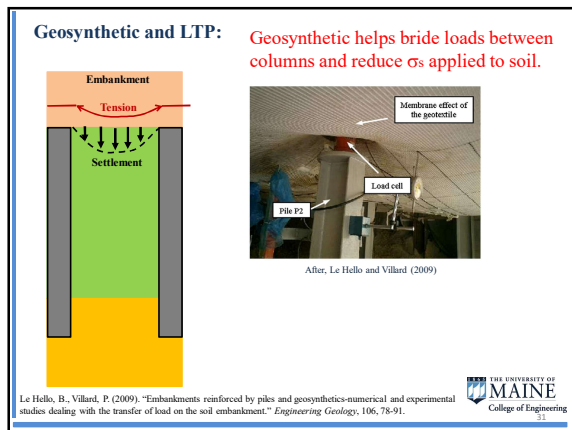 Geosynthetic and LTP:
Geosynthetic helps bride loads between
columns and reduce σs applied to soil.
Embankment
Tension
Settlement
Membrane effect of
the geotextile
Load cell
Pile P2
After, Le Hello and Villard (2009)
Le Hello, B., Villard, P. (2009). “Embankments reinforced by piles and geosynthetics-numerical and experimental
studies dealing with the transfer of load on the soil embankment.” Engineering Geology, 106, 78-91.
1865 THE UNIVERSITY OF
MAINE
College of Engineering
31